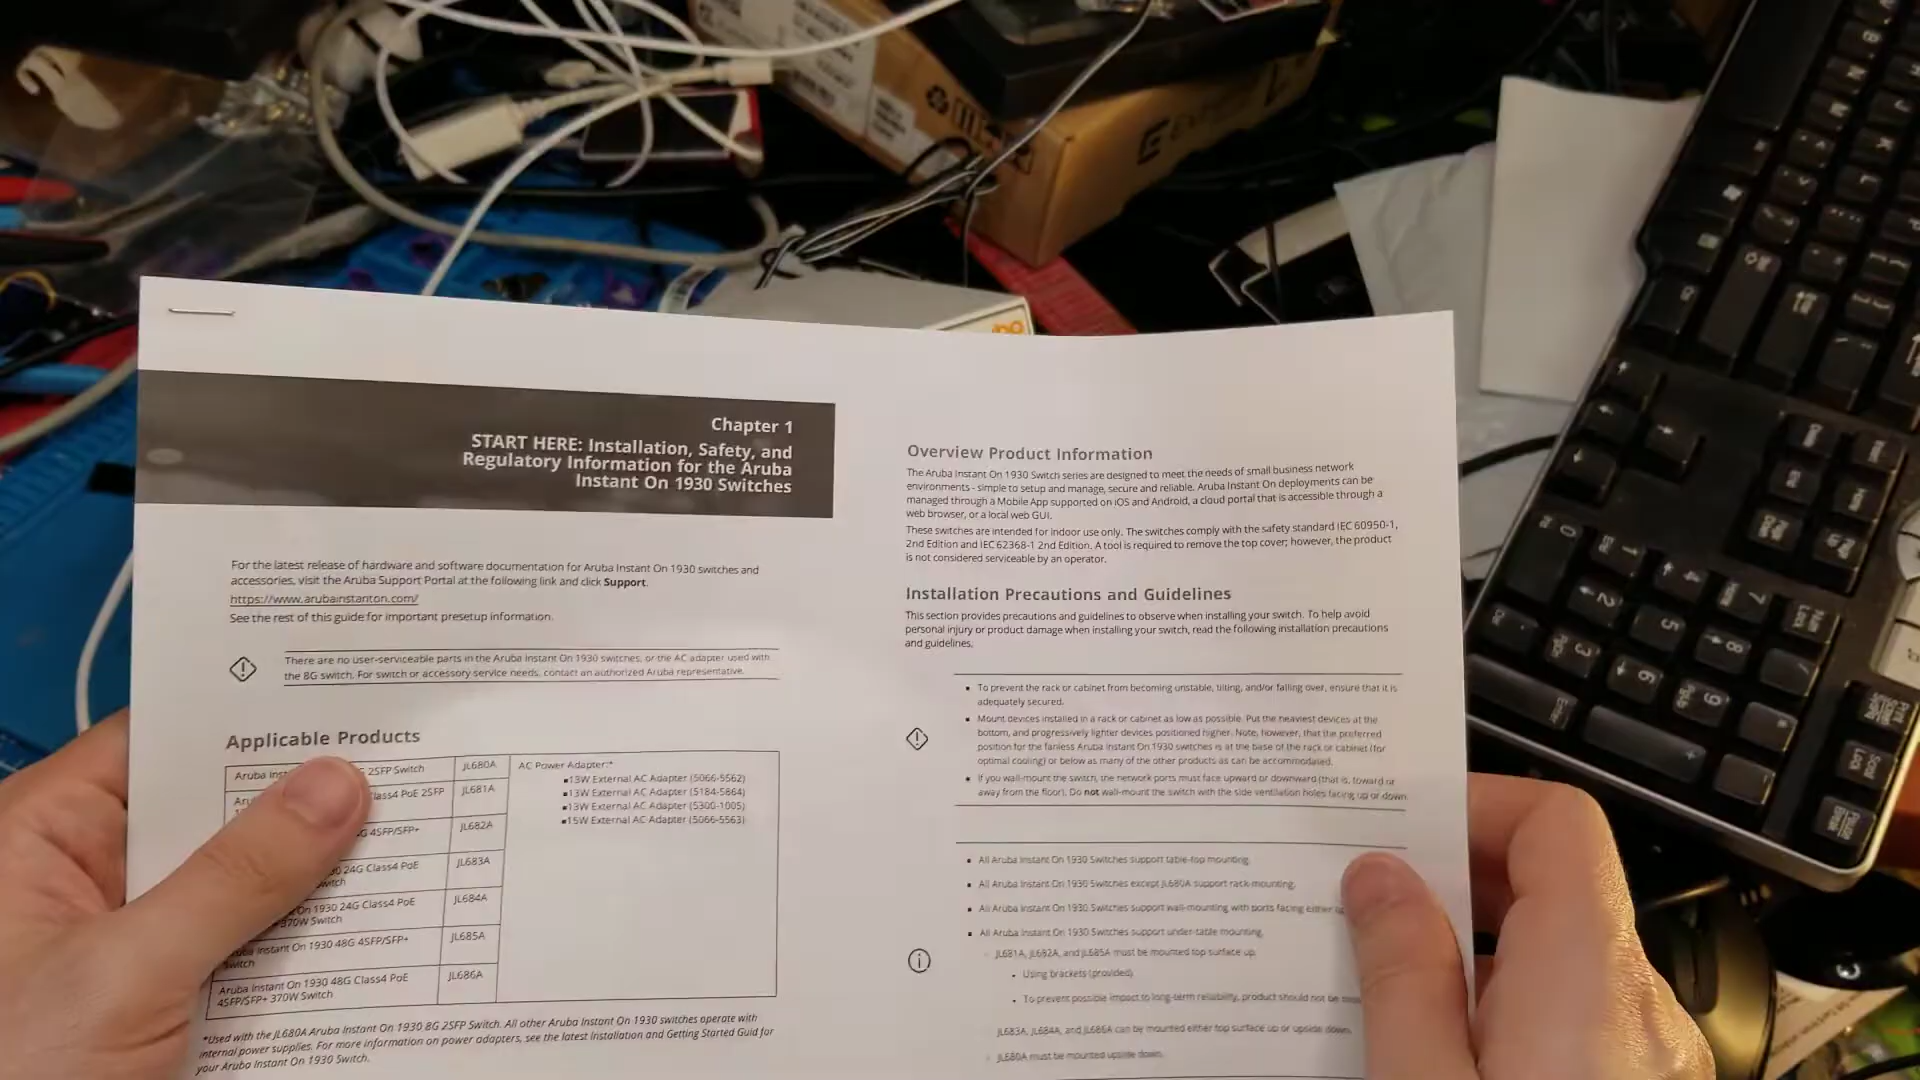 Chapter 1
START HERE: Installation, Safety, and
Regulatory Information for the Aruba
Instant On 1930 Switches
For the latest release of hardware and software documentation for Aruba Instant On 1930 switches and
accessories, visit the Aruba Support Portal at the following link and click Support.
https://www.arubainstanton.com/
See the rest of this guide for important presetup information.
There are no user-serviceable parts in the Aruba Instant On 1930 switches, or the AC adapter used with
the 8G switch. For switch or accessory service needs, contact an authorized Aruba representative.
Applicable Products
Aruba 2SFP Switch JL680A
Class4 PoE 2SFP JL681A
4SFP/SFP+ JL682A
24G Class4 PoE JL683A
Switch
On 1930 24G Class4 PoE JL684A
370W Switch
Aruba Instant On 1930 48G 4SFP/SFP+ JL685A
Switch
Aruba Instant On 1930 48G Class4 PoE JL686A
4SFP/SFP+ 370W Switch
AC Power Adapter:*
▪13W External AC Adapter (5066-5562)
▪13W External AC Adapter (5184-5864)
▪13W External AC Adapter (5300-1005)
▪15W External AC Adapter (5066-5563)
*Used with the JL680A Aruba Instant On 1930 8G 2SFP Switch. All other Aruba Instant On 1930 switches operate with
internal power supplies. For more information on power adapters, see the latest Installation and Getting Started Guid for
your Aruba Instant On 1930 Switch.
Overview Product Information
The Aruba Instant On 1930 Switch series are designed to meet the needs of small business network
environments - simple to setup and manage, secure and reliable. Aruba Instant On deployments can be
managed through a Mobile App supported on iOS and Android, a cloud portal that is accessible through a
web browser, or a local web GUI.
These switches are intended for indoor use only. The switches comply with the safety standard IEC 60950-1,
2nd Edition and IEC 62368-1 2nd Edition. A tool is required to remove the top cover; however, the product
is not considered serviceable by an operator.
Installation Precautions and Guidelines
This section provides precautions and guidelines to observe when installing your switch. To help avoid
personal injury or product damage when installing your switch, read the following installation precautions
and guidelines.
▪ To prevent the rack or cabinet from becoming unstable, tilting, and/or falling over, ensure that it is
adequately secured.
▪ Mount devices installed in a rack or cabinet as low as possible. Put the heaviest devices at the
bottom, and progressively lighter devices positioned higher. Note, however, that the preferred
position for the fanless Aruba Instant On 1930 switches is at the base of the rack or cabinet (for
optimal cooling) or below as many of the other products as can be accommodated.
▪ If you wall-mount the switch, the network ports must face upward or downward (that is, toward or
away from the floor). Do not wall-mount the switch with the side ventilation holes facing up or down
▪ All Aruba Instant On 1930 Switches support table-top mounting.
▪ All Aruba Instant On 1930 Switches except JL680A support rack-mounting.
▪ All Aruba Instant On 1930 Switches support wall-mounting with ports facing either
▪ All Aruba Instant On 1930 Switches support under-table mounting.
JL681A, JL682A, and JL685A must be mounted top surface up.
▪ Using brackets (provided)
▪ To prevent possible impact to long-term reliability, product should not be
JL683A, JL684A, and JL686A can be mounted either top surface up or upside down.
JL680A must be mounted upside down.